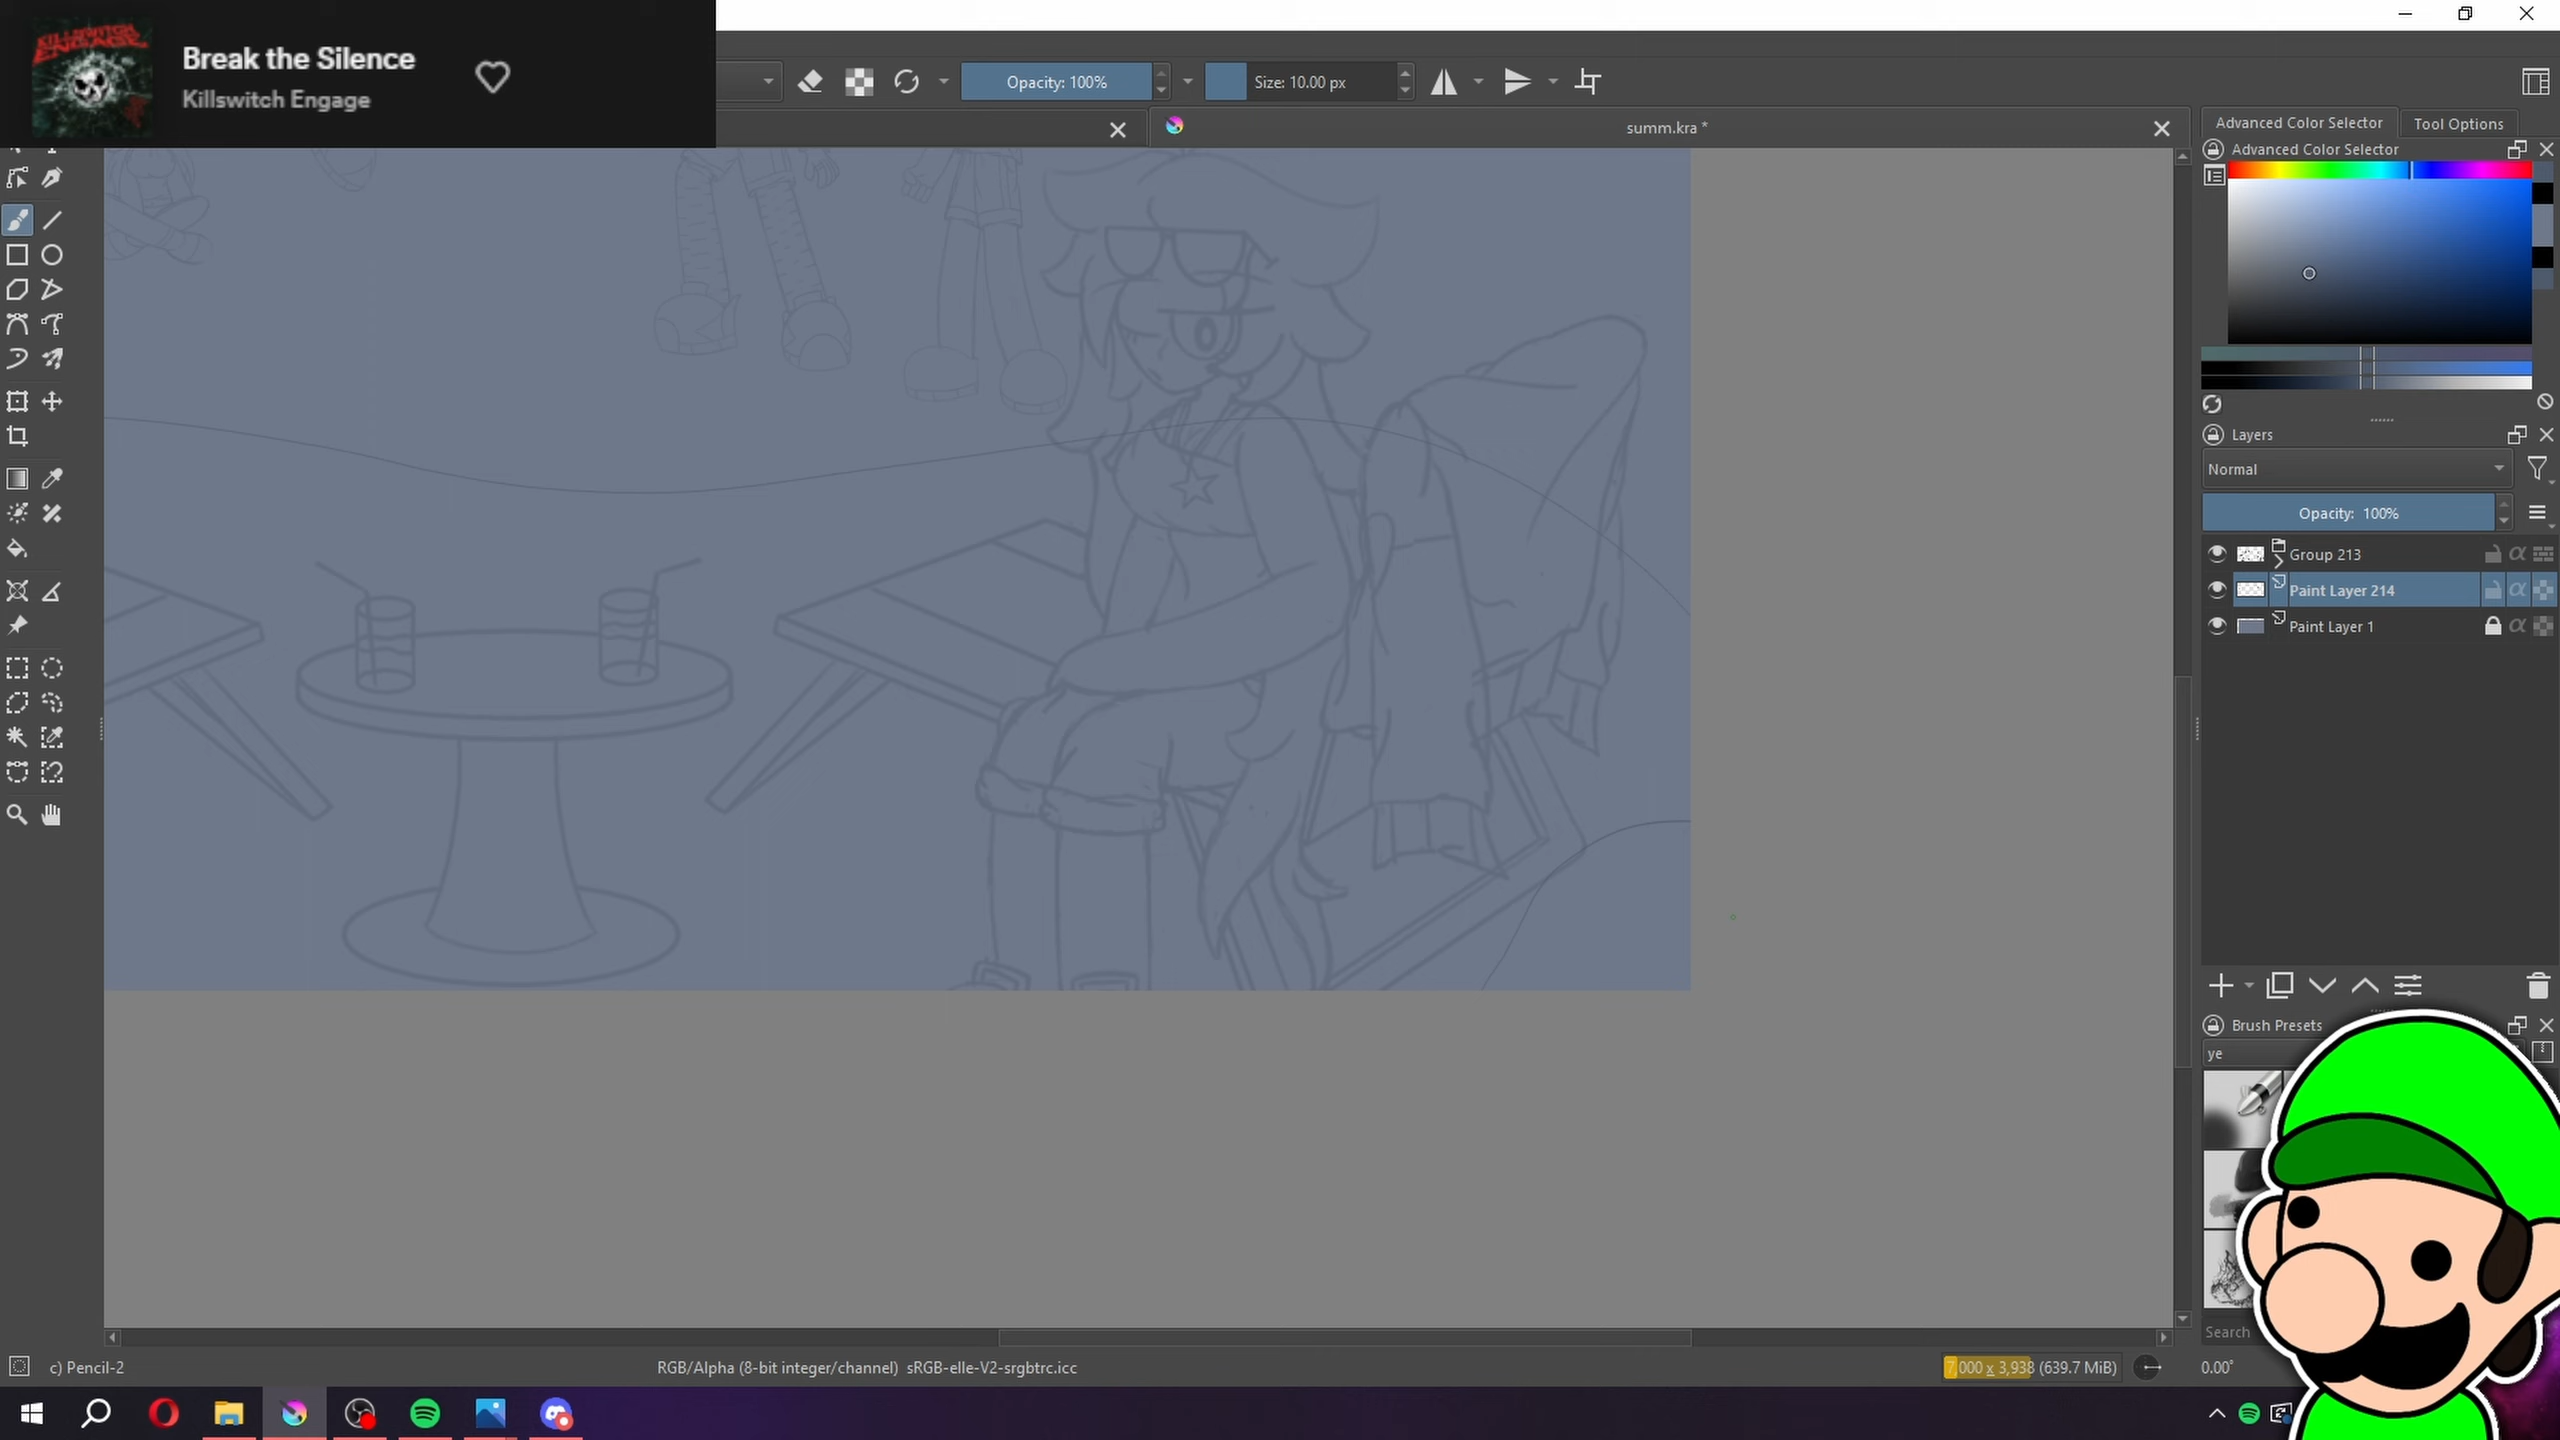 KILLSWITCH
ENGAGE
Break the Silence
Killswitch Engage
Opacity: 100%
Size: 10.00 px
summ.kra *
Advanced Color Selector
Tool Options
Advanced Color Selector
Layers
Normal
Opacity: 100%
Group 213
Paint Layer 214
Paint Layer 1
Brush Presets
ye
Search
c) Pencil-2
RGB/Alpha (8-bit integer/channel) sRGB-elle-V2-srgbtrc.icc
7,000 x 3,938 (639.7 MiB)
0.00°